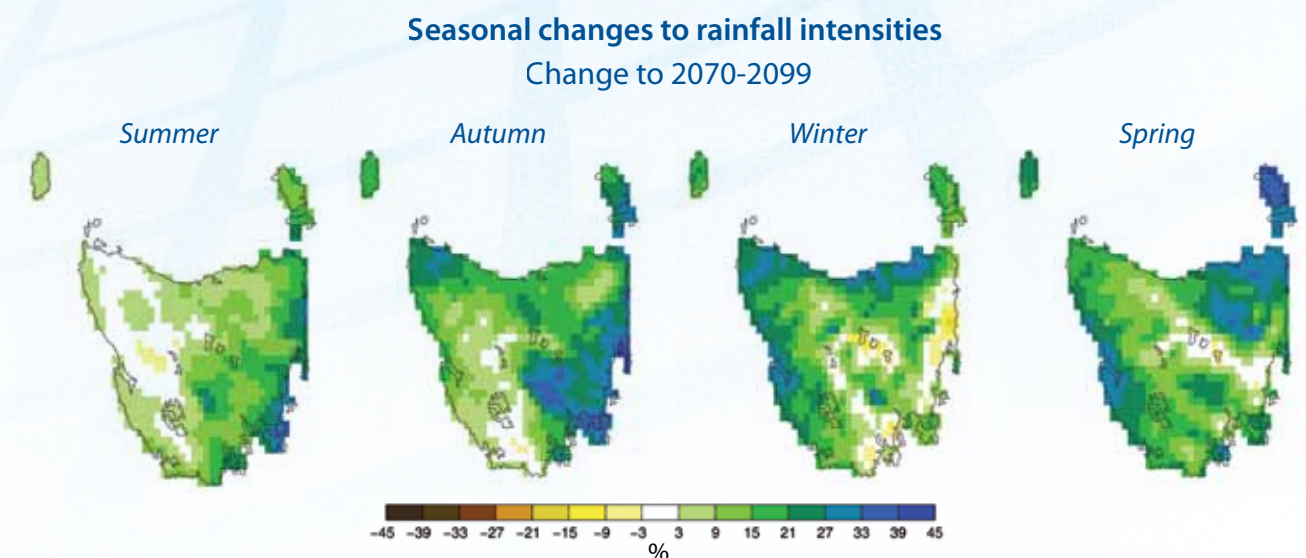 Seasonal changes to rainfall intensities
Change to 2070-2099
Summer Autumn Winter Spring
-45 -39 -33 -27 -21 -15 -9 -3 3 9 15 21 27 33 39 45
%